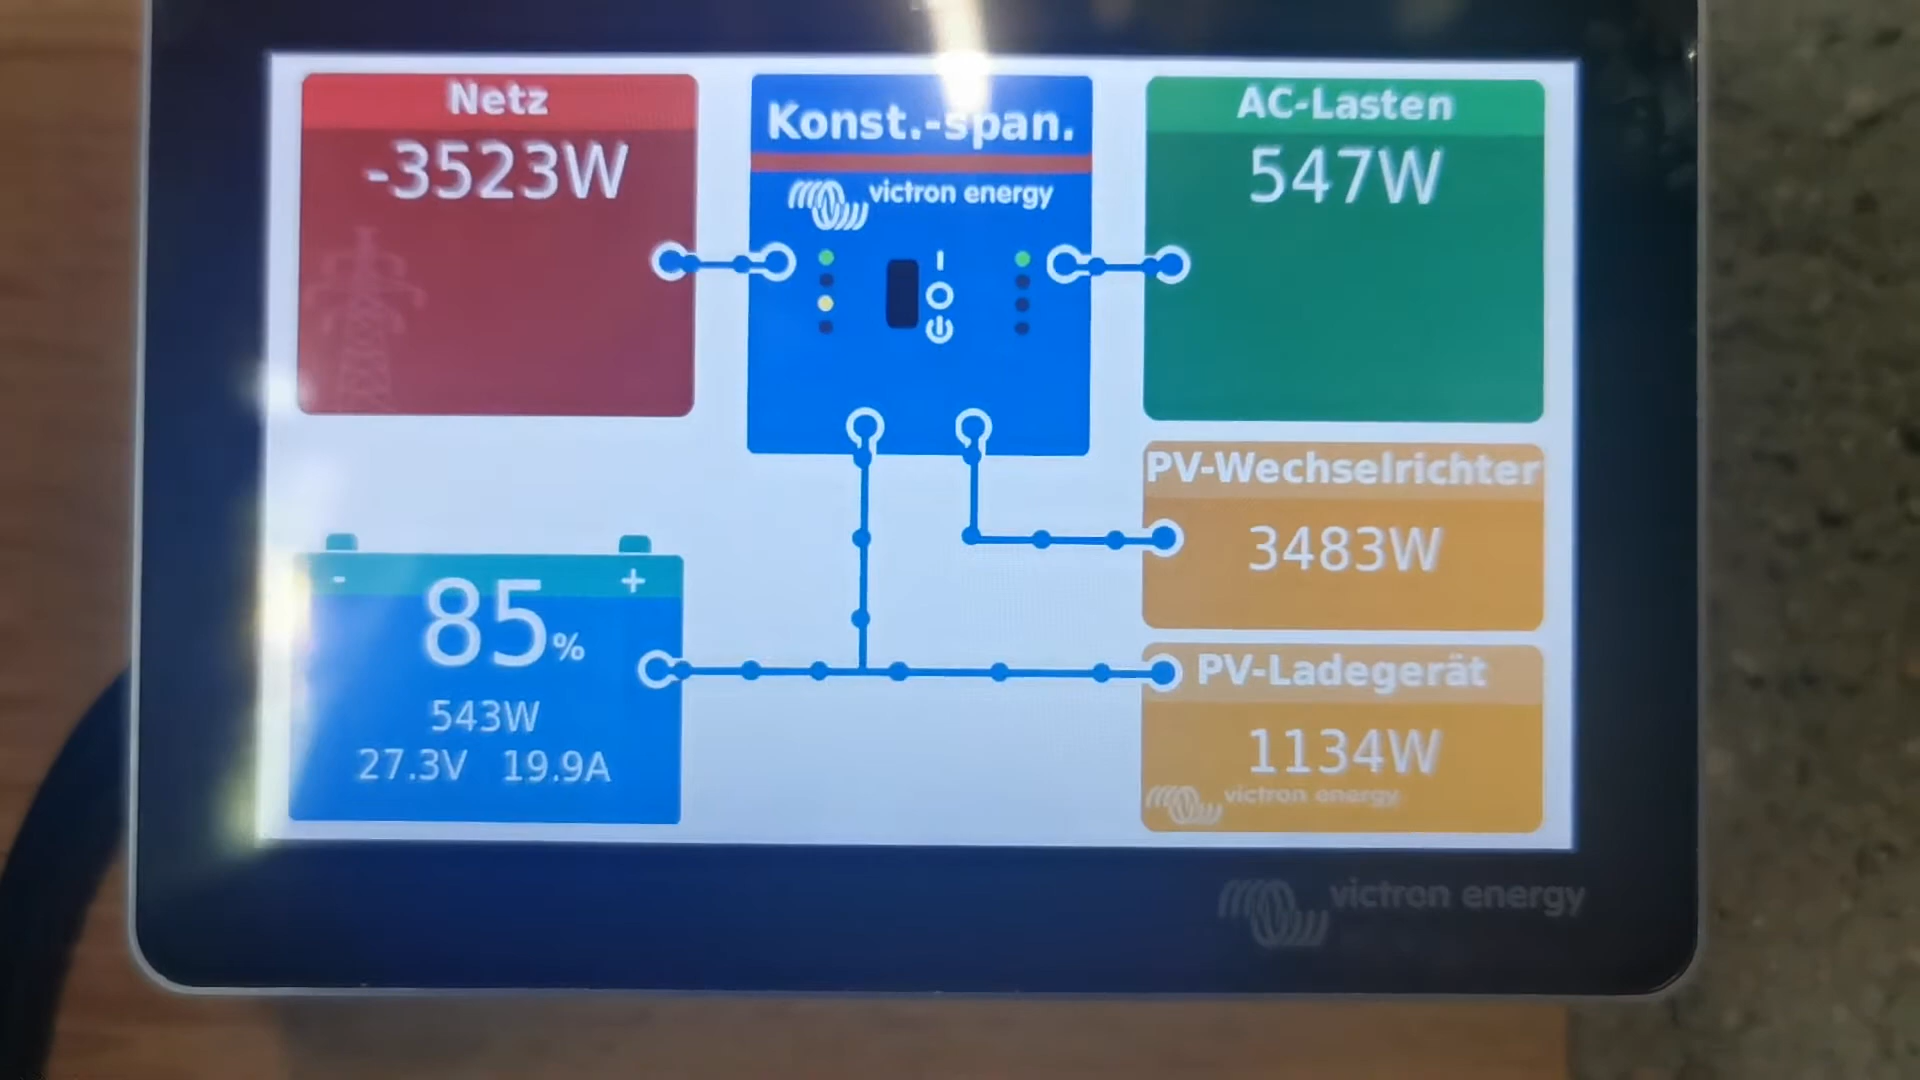 Netz
-3523W
Konst.-span.
victron energy
AC-Lasten
547W
PV-Wechselrichter
3483W
- +
85%
543W
27.3V 19.9A
PV-Ladegerät
1134W
victron energy
victron energy